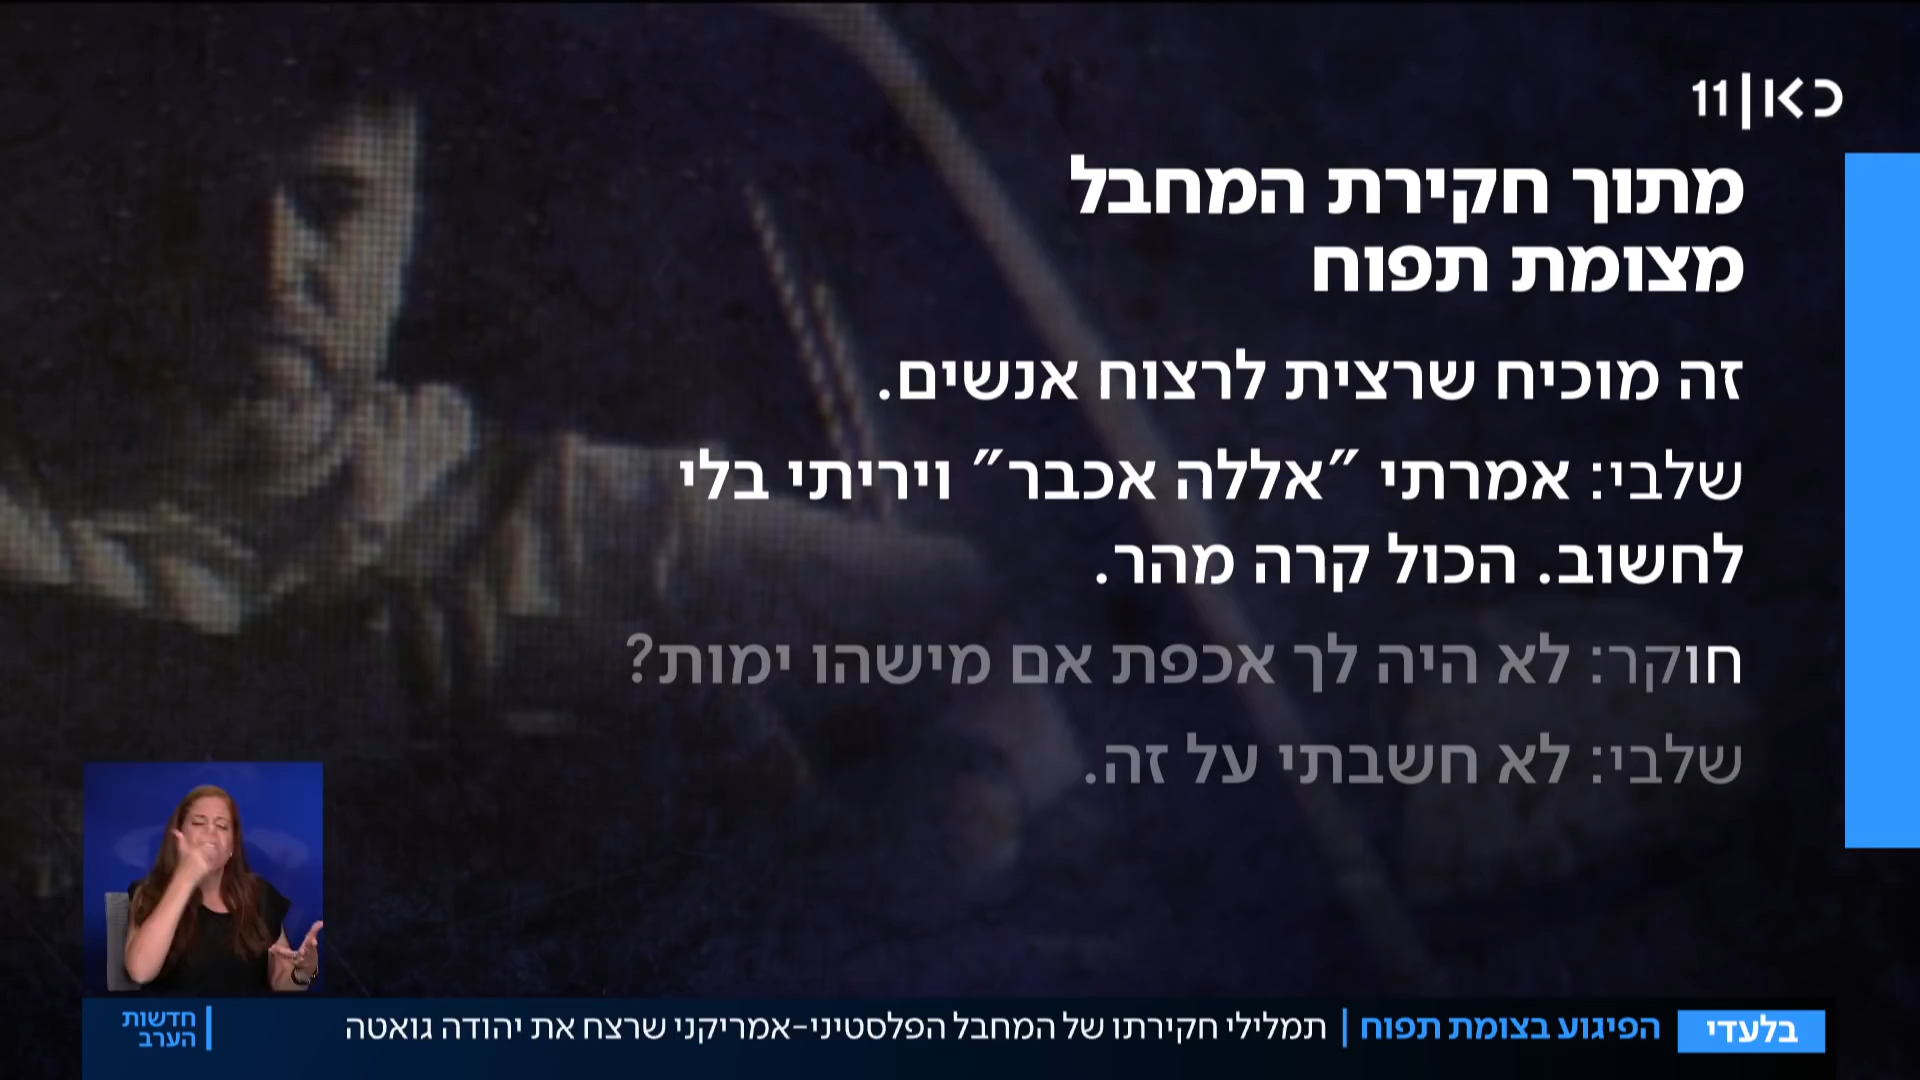 כאן 11
מתוך חקירת המחבל
מצומת תפוח
זה מוכיח שרצית לרצוח אנשים.
שלבי: אמרתי "אללה אכבר" ויריתי בלי
לחשוב. הכול קרה מהר.
חוקר: לא היה לך אכפת אם מישהו ימות?
שלבי: לא חשבתי על זה.
בלעדי
הפיגוע בצומת תפוח | תמלילי חקירתו של המחבל הפלסטיני-אמריקני שרצח את יהודה גואטה
חדשות
הערב